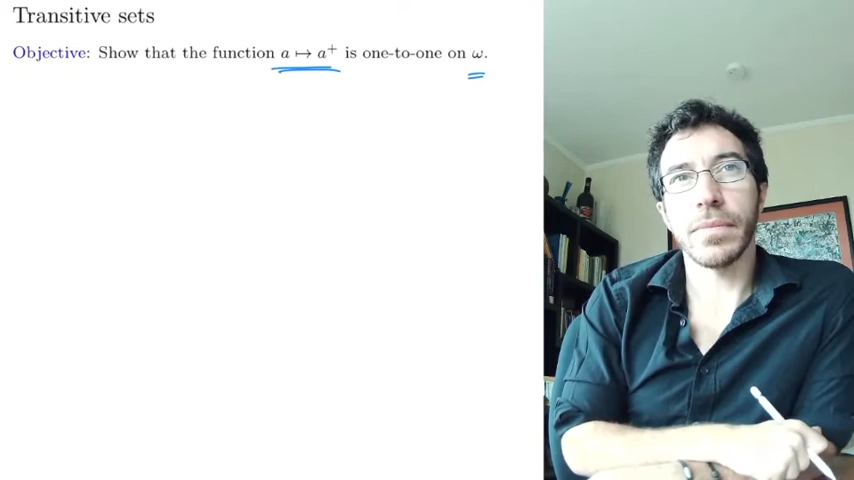 Transitive sets
Objective: Show that the function a ↦ a⁺ is one-to-one on ω.